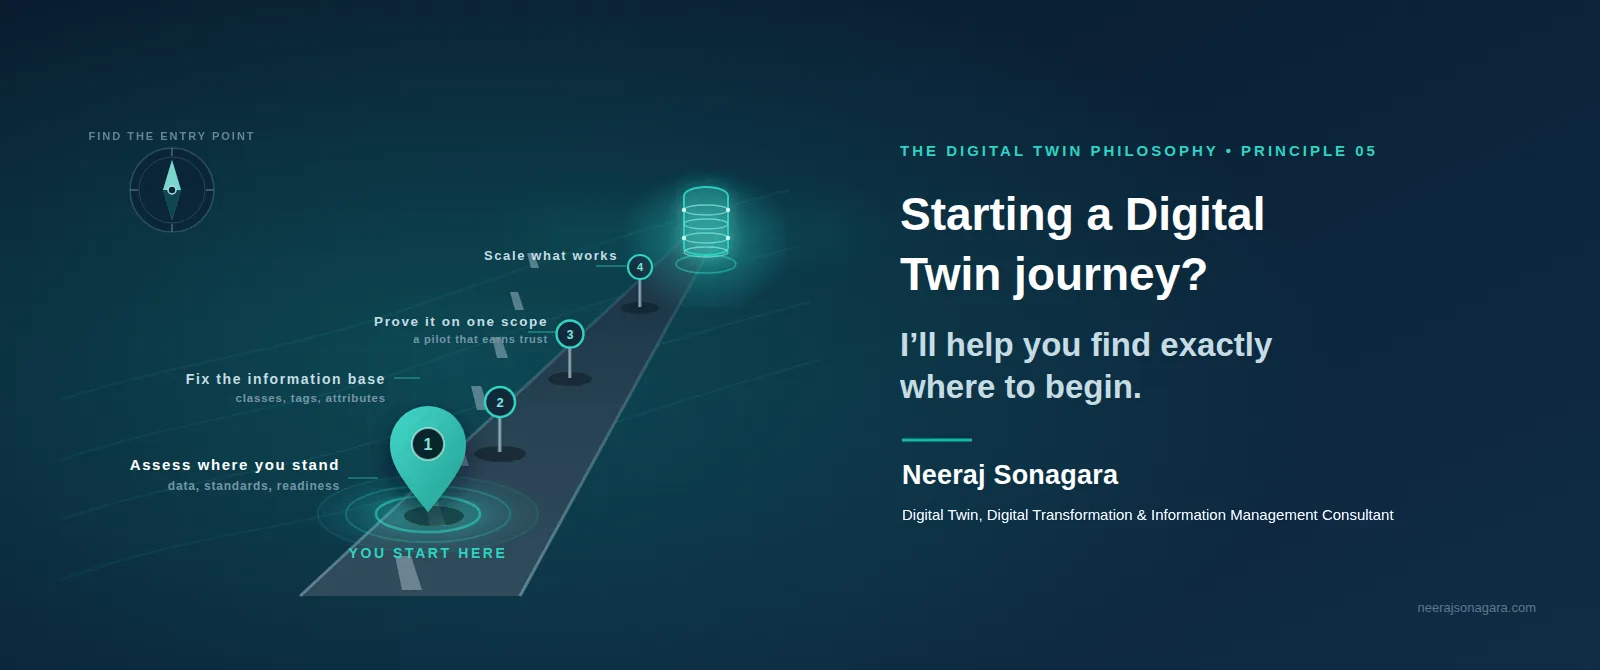 FIND THE ENTRY POINT
Scale what works
4
Prove it on one scope
a pilot that earns trust
3
Fix the information base
classes, tags, attributes
2
1
Assess where you stand
data, standards, readiness
YOU START HERE
THE DIGITAL TWIN PHILOSOPHY • PRINCIPLE 05
Starting a Digital
Twin journey?
I’ll help you find exactly
where to begin.
Neeraj Sonagara
Digital Twin, Digital Transformation & Information Management Consultant
neerajsonagara.com